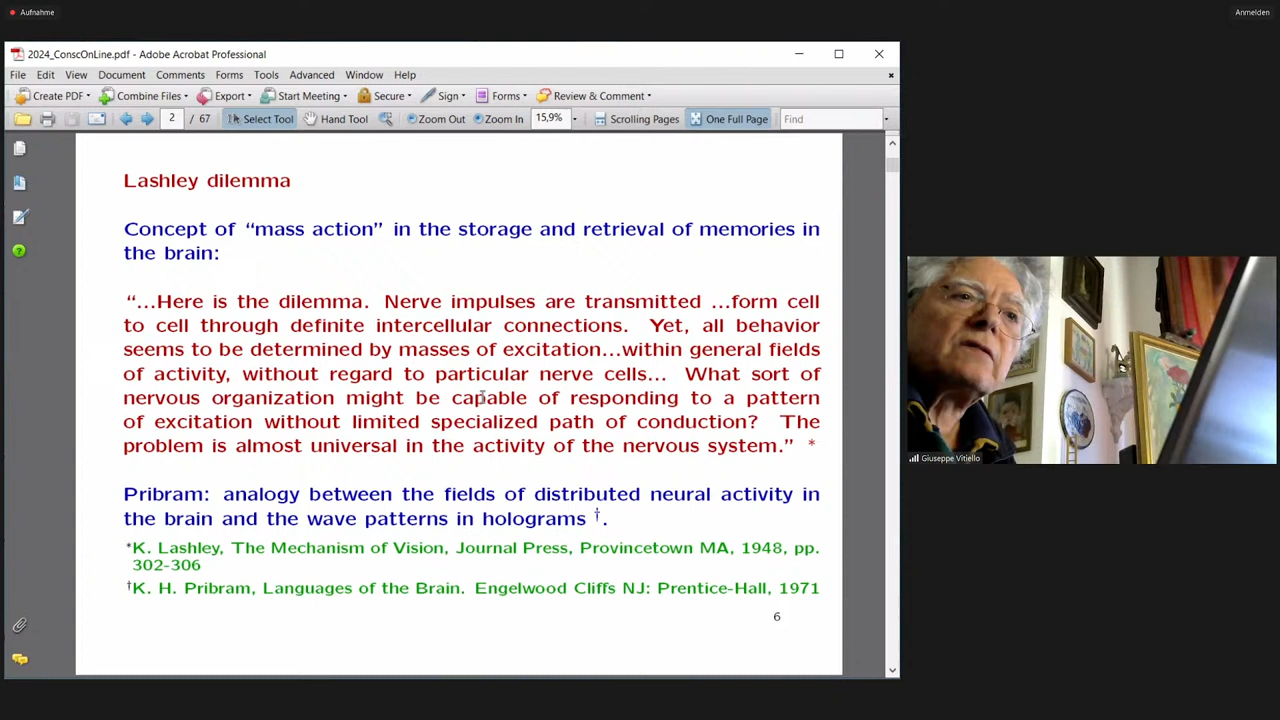 Aufnahme
Anmelden
2024_ConscOnLine.pdf - Adobe Acrobat Professional
File Edit View Document Comments Forms Tools Advanced Window Help
Create PDF Combine Files Export Start Meeting Secure Sign Forms Review & Comment
2 / 67 Select Tool Hand Tool Zoom Out Zoom In 15,9% Scrolling Pages One Full Page Find
Lashley dilemma
Concept of “mass action” in the storage and retrieval of memories in
the brain:
“...Here is the dilemma. Nerve impulses are transmitted ...form cell
to cell through definite intercellular connections. Yet, all behavior
seems to be determined by masses of excitation...within general fields
of activity, without regard to particular nerve cells... What sort of
nervous organization might be capable of responding to a pattern
of excitation without limited specialized path of conduction? The
problem is almost universal in the activity of the nervous system.” *
Pribram: analogy between the fields of distributed neural activity in
the brain and the wave patterns in holograms †.
*K. Lashley, The Mechanism of Vision, Journal Press, Provincetown MA, 1948, pp.
302-306
†K. H. Pribram, Languages of the Brain. Engelwood Cliffs NJ: Prentice-Hall, 1971
6
Giuseppe Vitiello